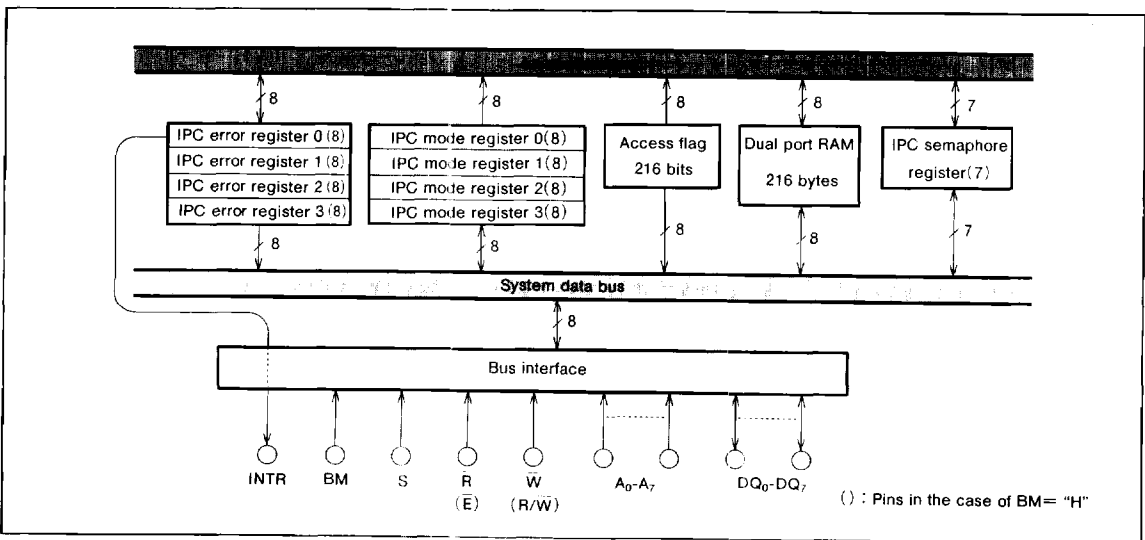 8
8
8
8
7
IPC error register 0(8)
IPC error register 1(8)
IPC error register 2(8)
IPC error register 3(8)
IPC mode register 0(8)
IPC mode register 1(8)
IPC mode register 2(8)
IPC mode register 3(8)
Access flag
216 bits
Dual port RAM
216 bytes
IPC semaphore
register(7)
8
8
8
8
7
System data bus
8
Bus interface
INTR
BM
S
R̅
(E̅)
W̅
(R/W̅)
A₀-A₇
DQ₀-DQ₇
( ) : Pins in the case of BM= “H”